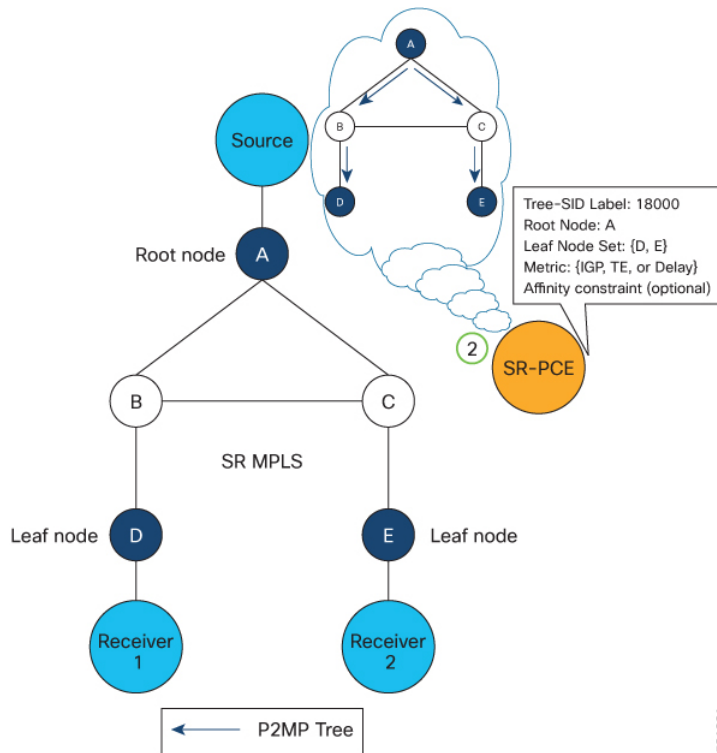 A
B
C
D
E
Source
Tree-SID Label: 18000
Root Node: A
Leaf Node Set: {D, E}
Metric: {IGP, TE, or Delay}
Affinity constraint (optional)
Root node
A
2
SR-PCE
B
C
SR MPLS
Leaf node
D
E
Leaf node
Receiver
1
Receiver
2
P2MP Tree